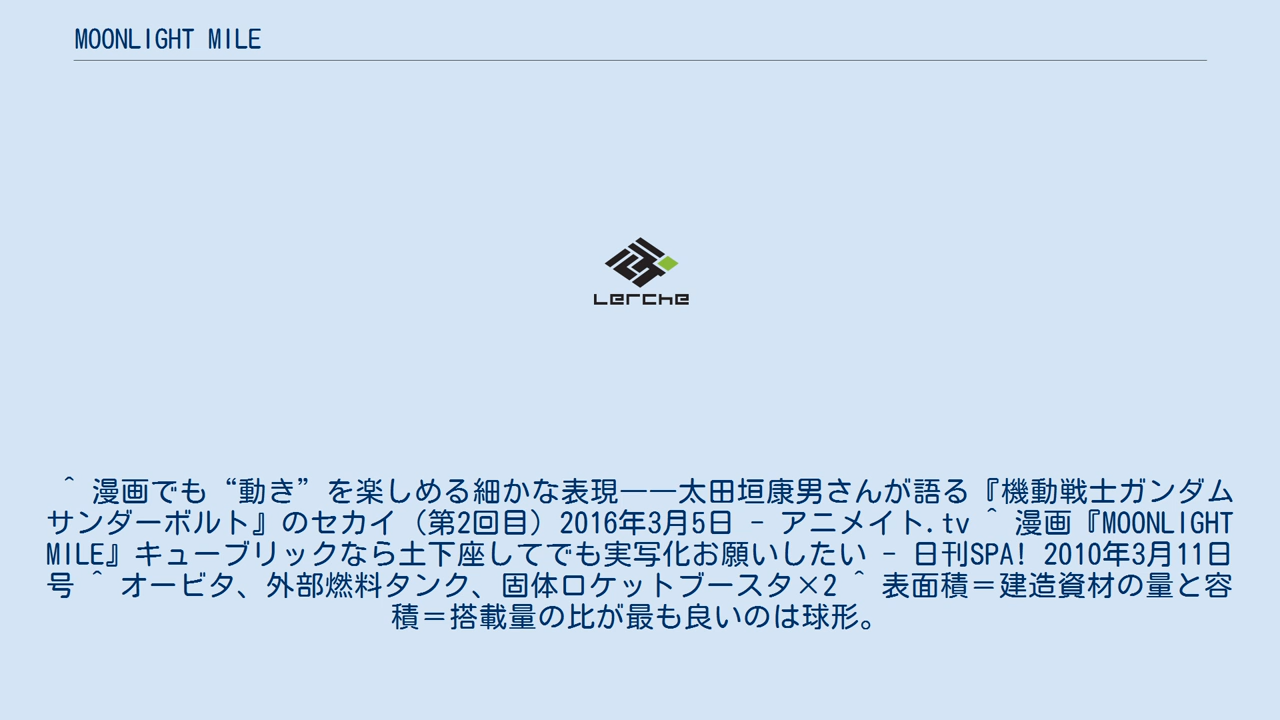 MOONLIGHT MILE
Lerche
^ 漫画でも“動き”を楽しめる細かな表現――太田垣康男さんが語る『機動戦士ガンダム
サンダーボルト』のセカイ（第2回目）2016年3月5日 - アニメイト.tv ^ 漫画『MOONLIGHT
MILE』キューブリックなら土下座してでも実写化お願いしたい - 日刊SPA! 2010年3月11日
号 ^ オービタ、外部燃料タンク、固体ロケットブースタ×2 ^ 表面積＝建造資材の量と容
積＝搭載量の比が最も良いのは球形。